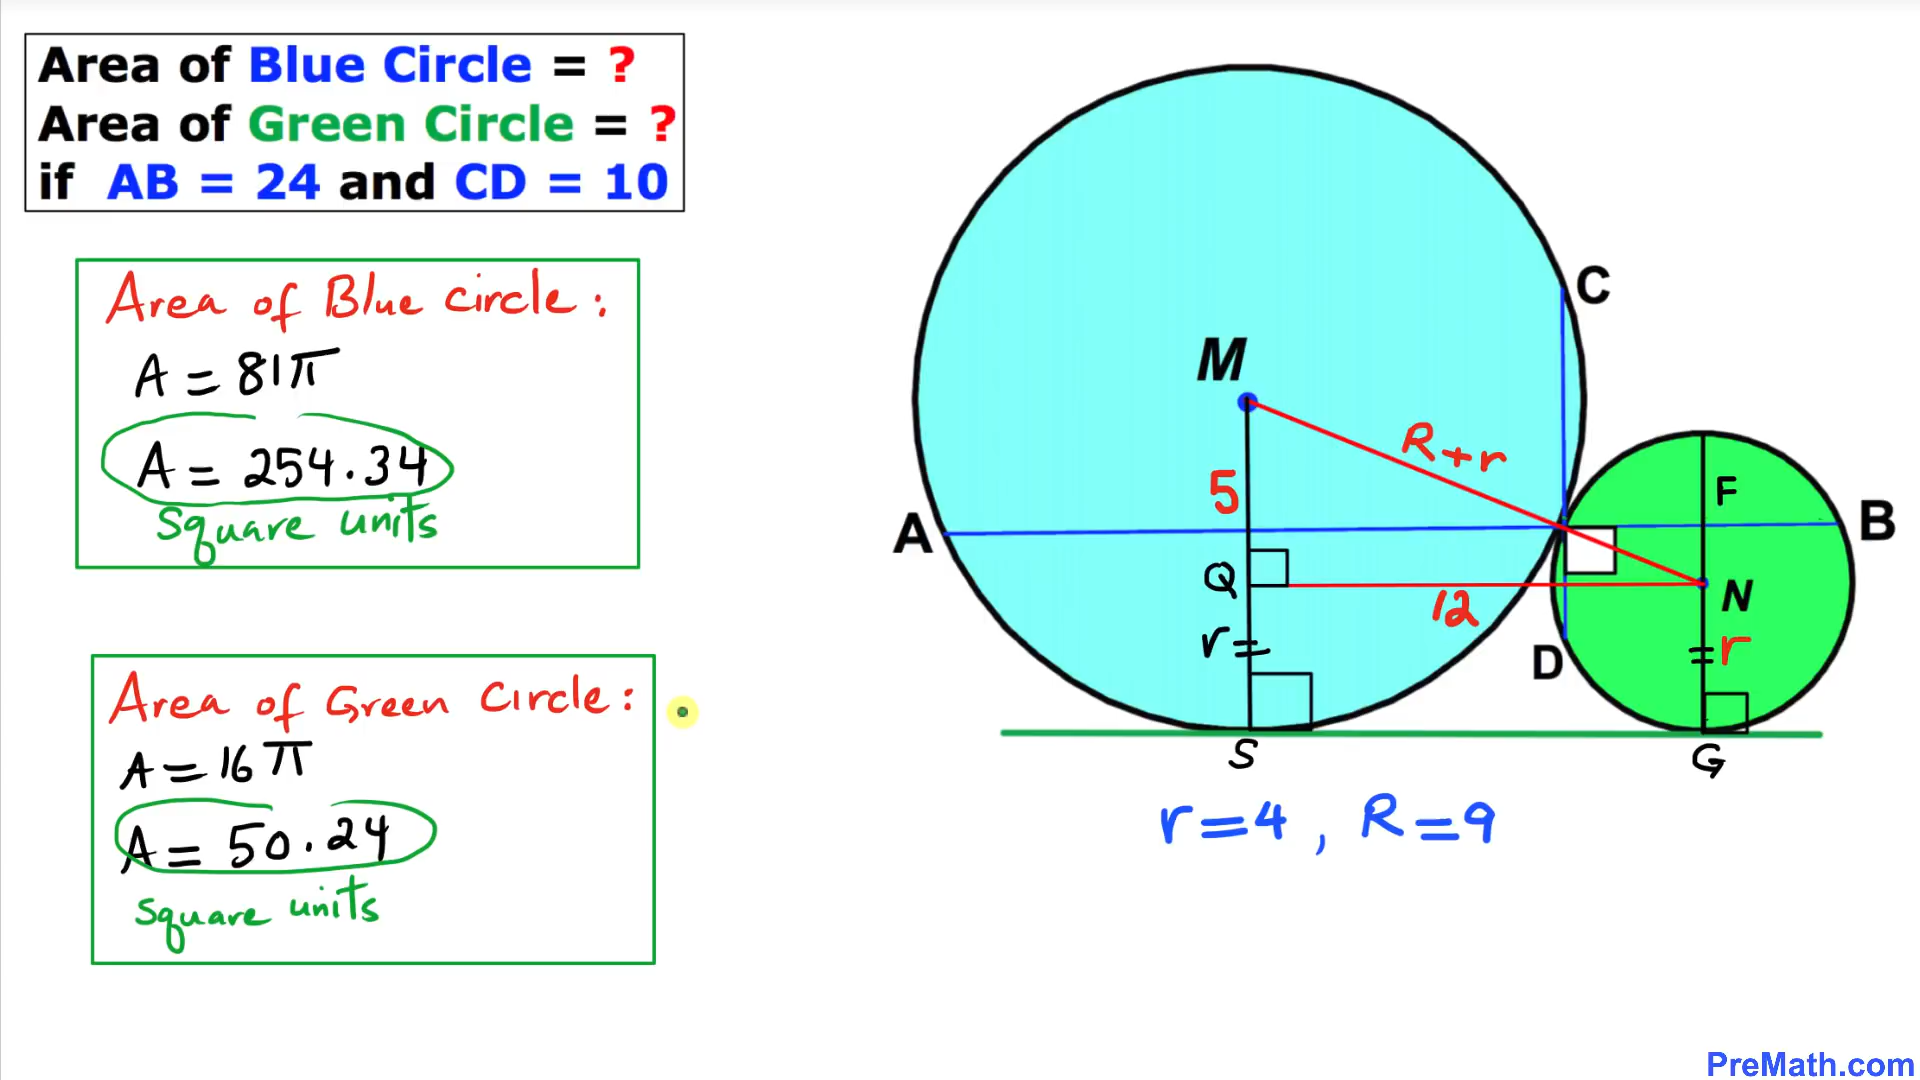 Area of Blue Circle = ?
Area of Green Circle = ?
if AB = 24 and CD = 10
Area of Blue circle:
A = 81π
A = 254.34
Square units
Area of Green Circle:
A = 16π
A = 50.24
square units
C
M
R+r
5
F
A
B
Q
12
N
r
r
D
S
G
r=4, R=9
PreMath.com